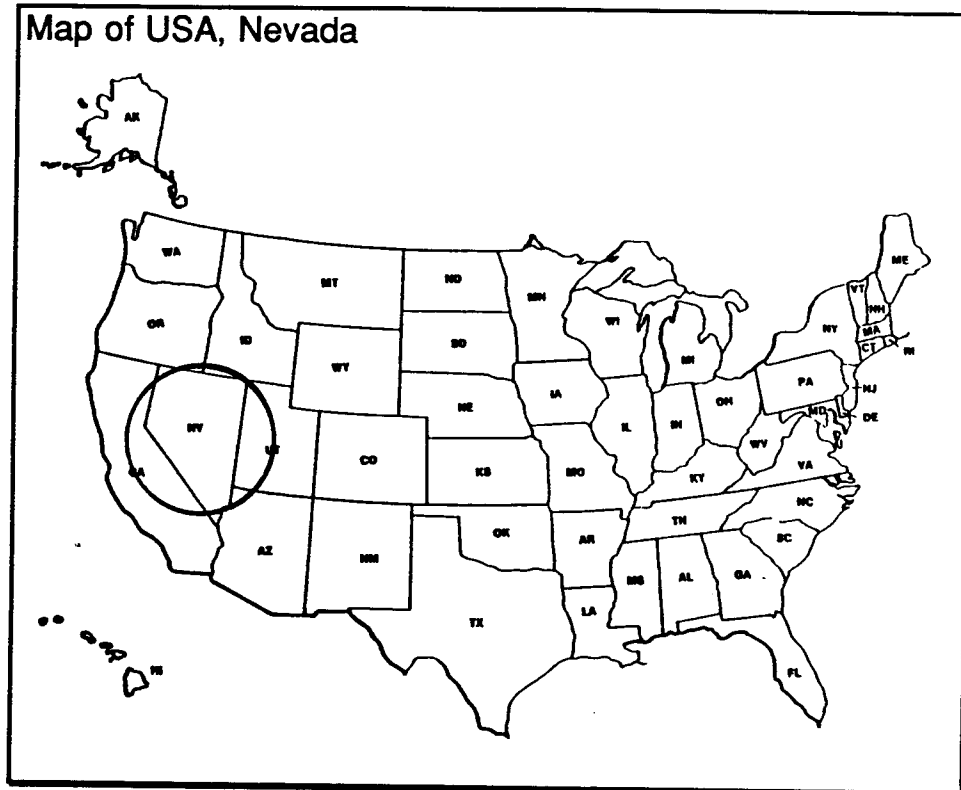 Map of USA, Nevada
AK
WA
MT
ND
MN
ME
VT
NH
OR
ID
SD
WI
NY
MA
CT
RI
WY
MI
PA
NJ
NE
IA
OH
MD
DE
NV
IL
IN
WV
UT
CO
KS
MO
KY
VA
CA
NC
TN
OK
AR
SC
AZ
NM
MS
AL
GA
LA
TX
HI
FL